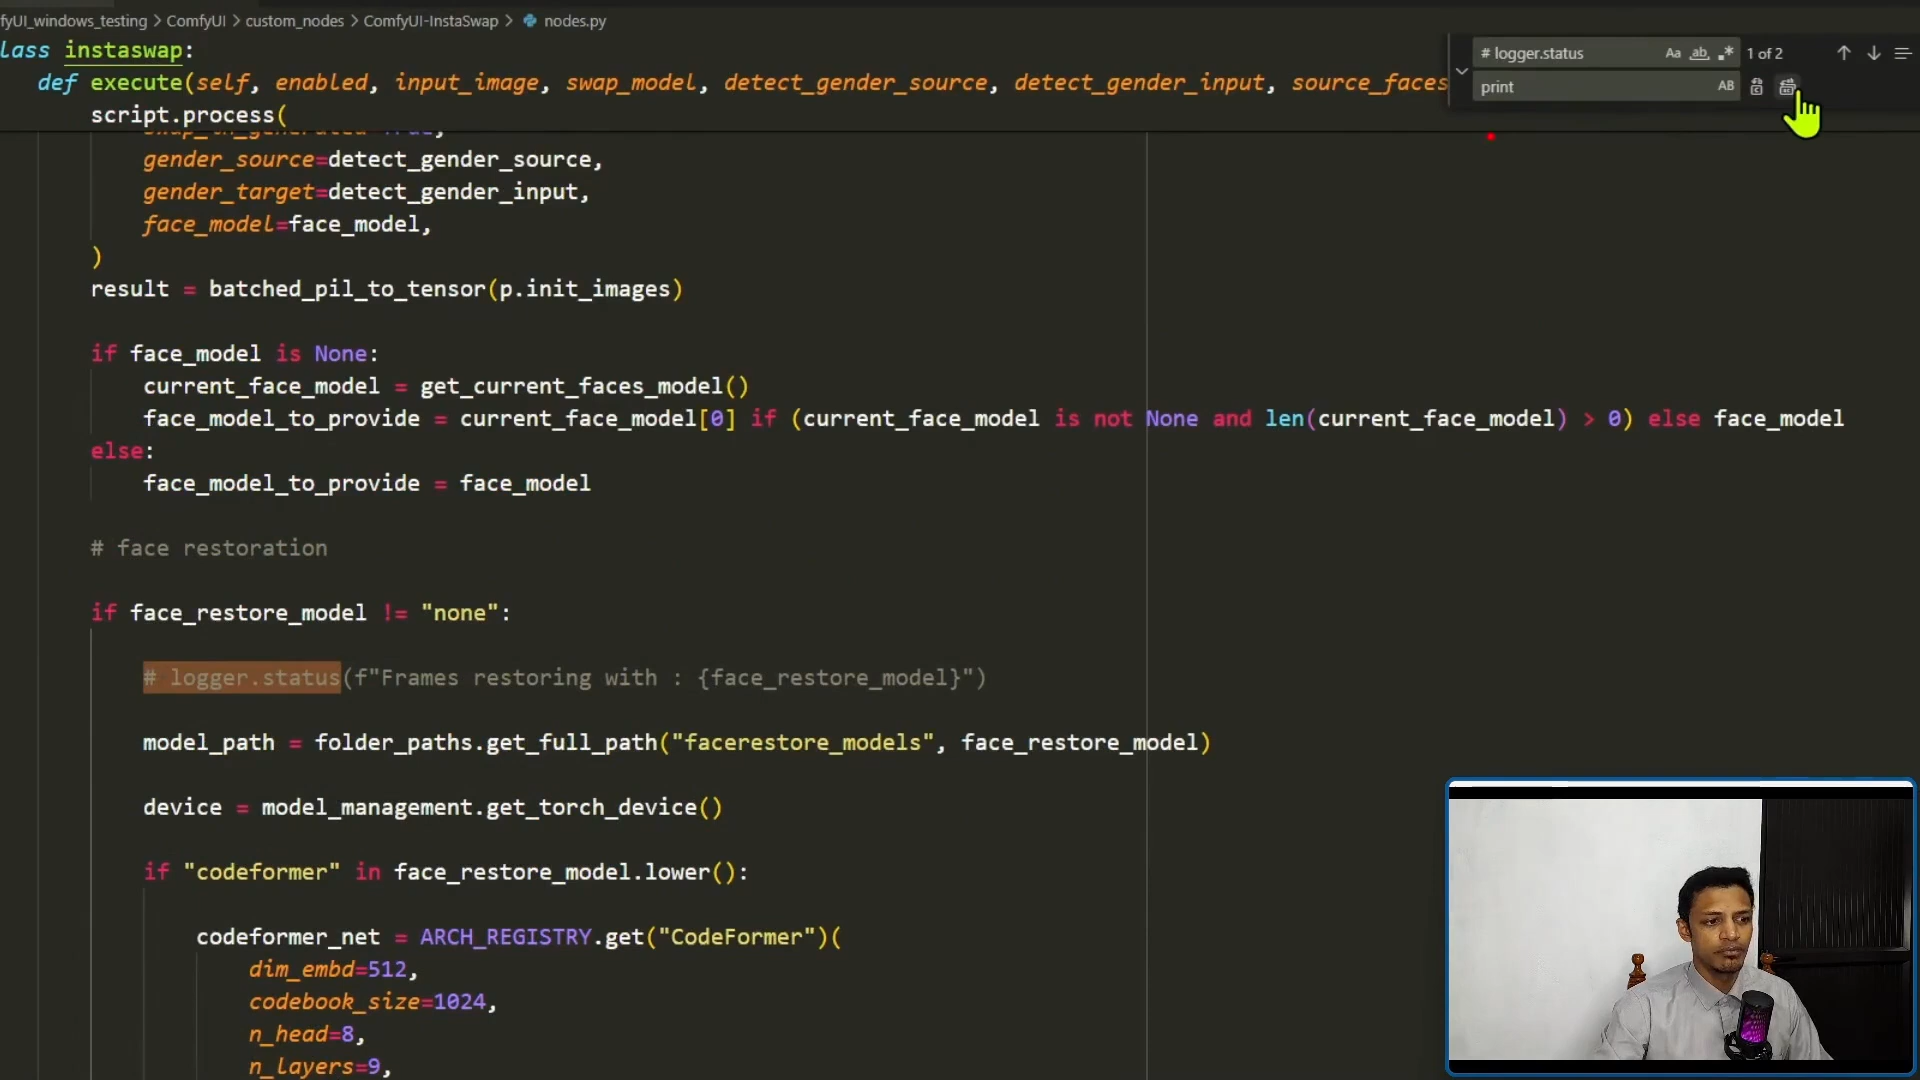 fyUI_windows_testing > ComfyUI > custom_nodes > ComfyUI-InstaSwap > nodes.py
lass instaswap:
def execute(self, enabled, input_image, swap_model, detect_gender_source, detect_gender_input, source_faces
script.process(
# logger.status Aa ab .* 1 of 2
print AB
gender_source=detect_gender_source,
gender_target=detect_gender_input,
face_model=face_model,
)
result = batched_pil_to_tensor(p.init_images)
if face_model is None:
current_face_model = get_current_faces_model()
face_model_to_provide = current_face_model[0] if (current_face_model is not None and len(current_face_model) > 0) else face_model
else:
face_model_to_provide = face_model
# face restoration
if face_restore_model != "none":
# logger.status(f"Frames restoring with : {face_restore_model}")
model_path = folder_paths.get_full_path("facerestore_models", face_restore_model)
device = model_management.get_torch_device()
if "codeformer" in face_restore_model.lower():
codeformer_net = ARCH_REGISTRY.get("CodeFormer")(
dim_embd=512,
codebook_size=1024,
n_head=8,
n_layers=9,